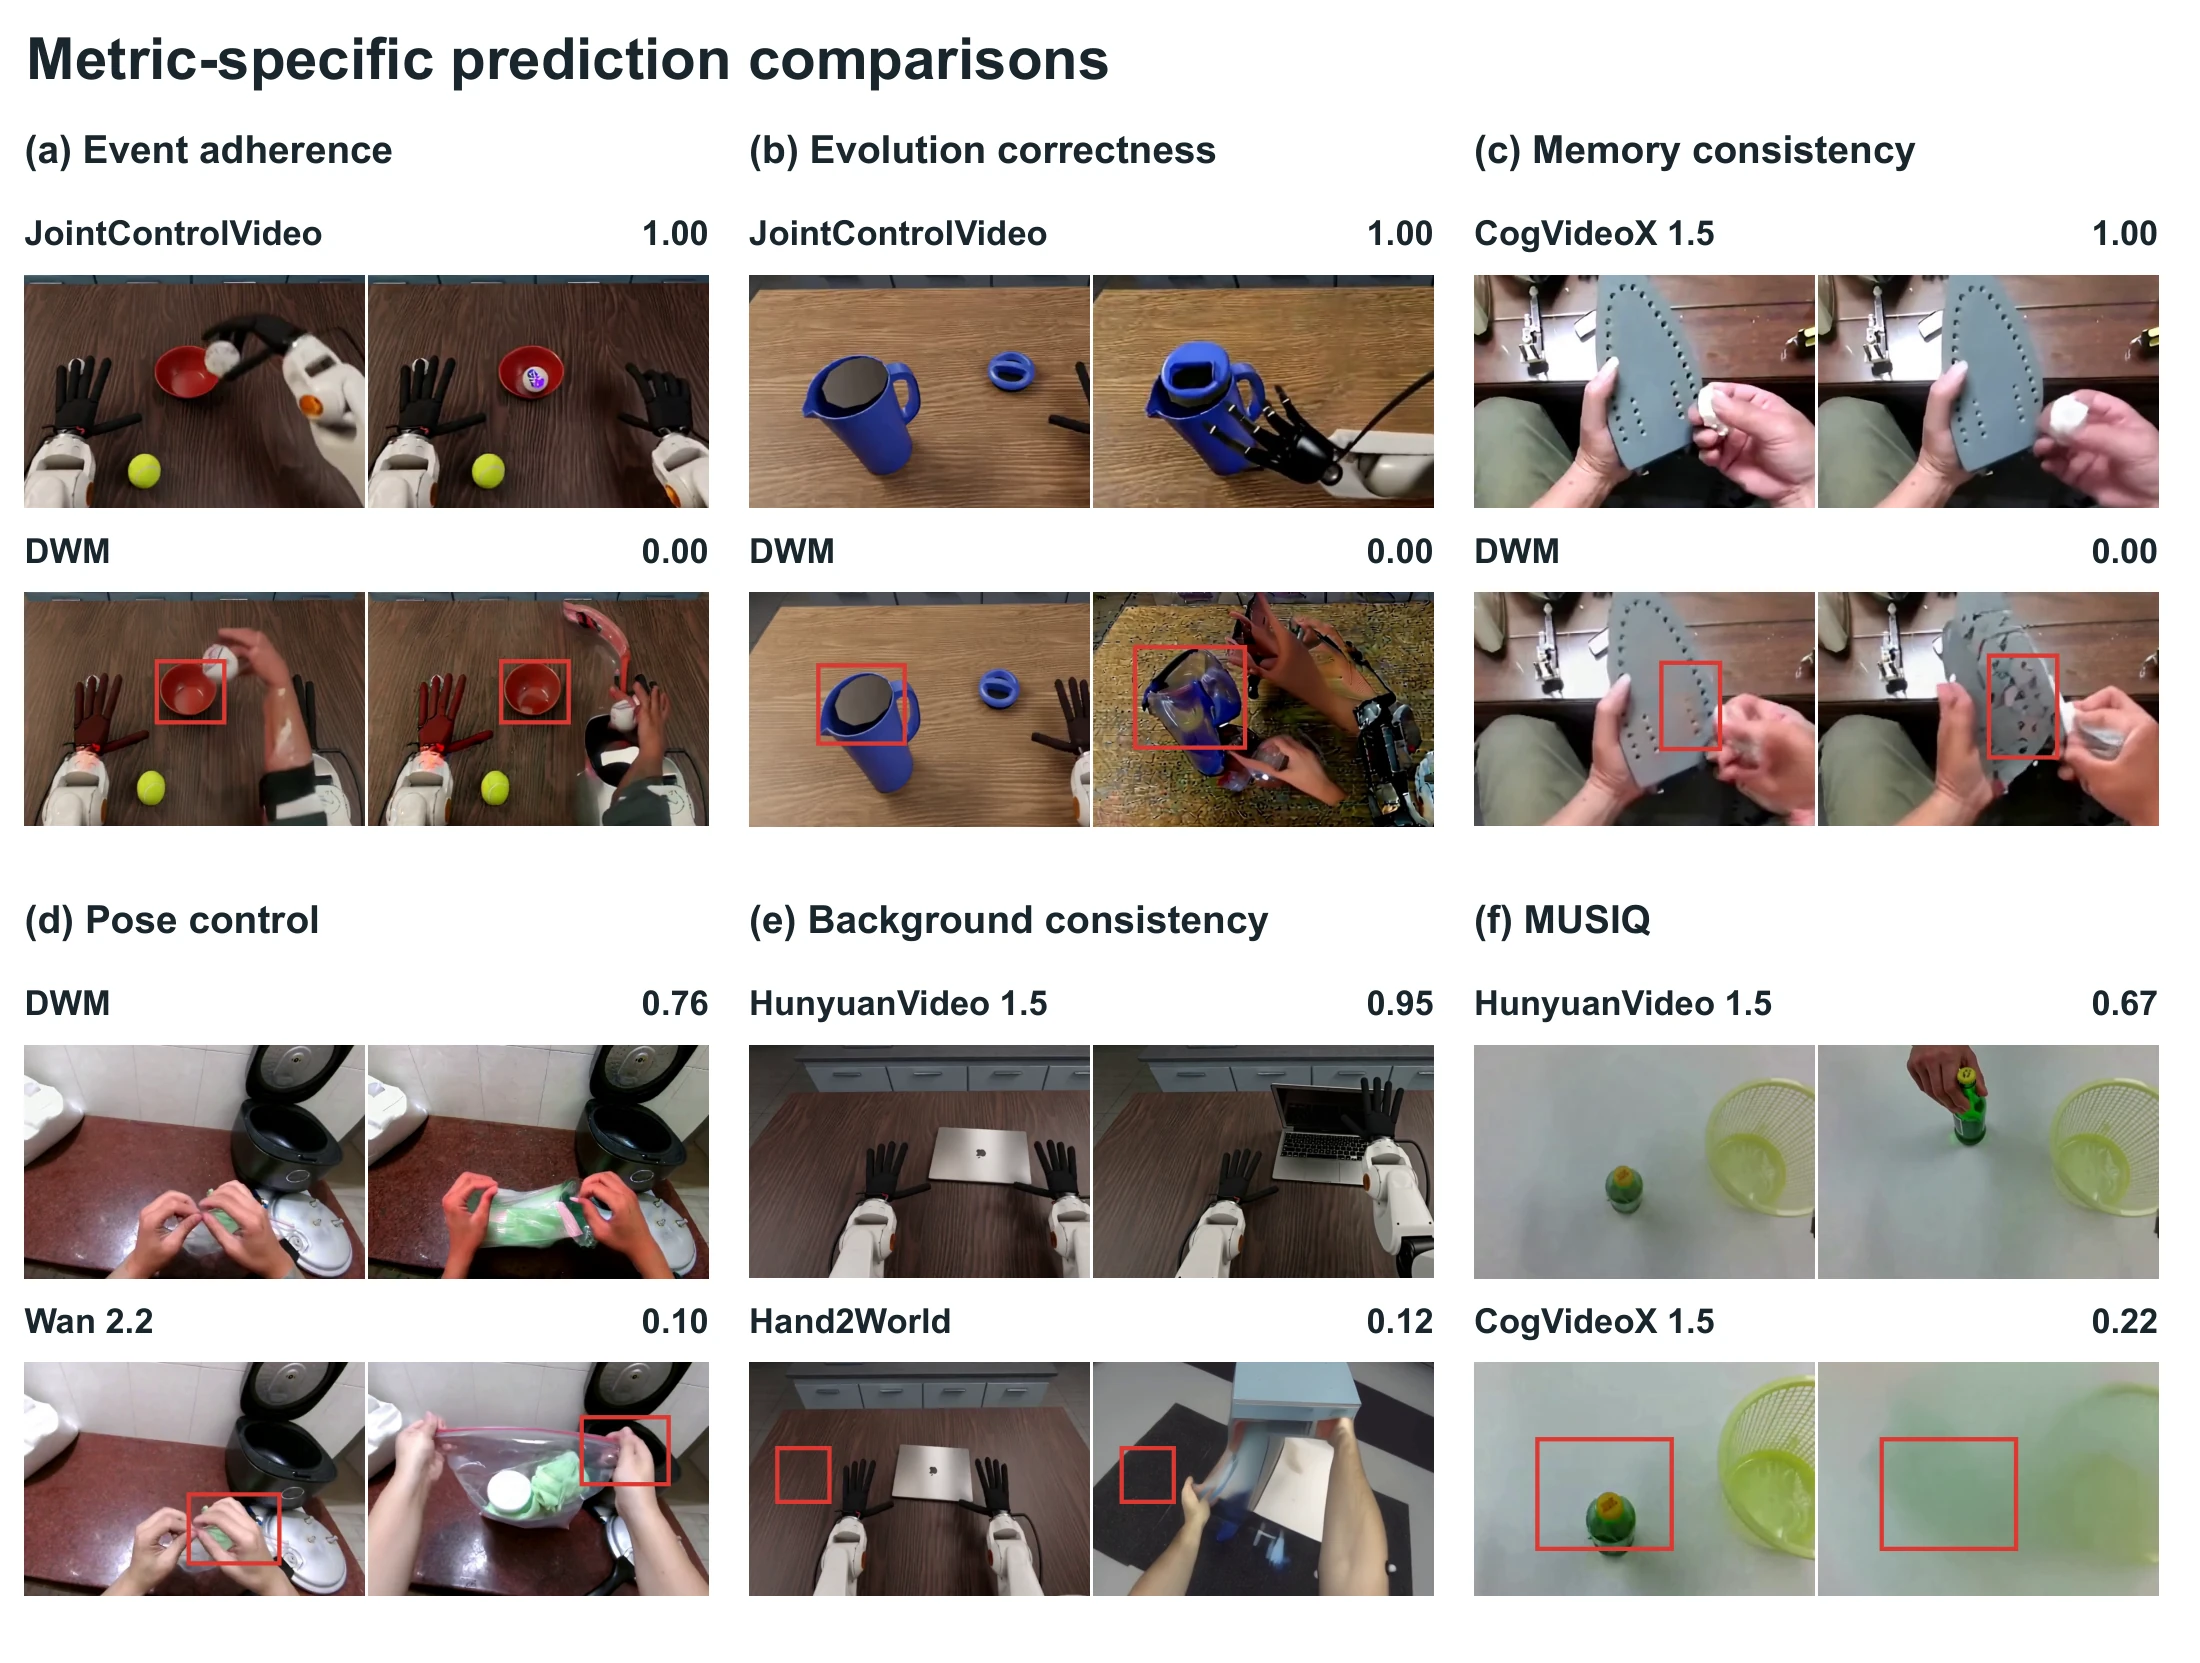 Metric-specific prediction comparisons
(a) Event adherence
JointControlVideo 1.00
DWM 0.00
(b) Evolution correctness
JointControlVideo 1.00
DWM 0.00
(c) Memory consistency
CogVideoX 1.5 1.00
DWM 0.00
(d) Pose control
DWM 0.76
Wan 2.2 0.10
(e) Background consistency
HunyuanVideo 1.5 0.95
Hand2World 0.12
(f) MUSIQ
HunyuanVideo 1.5 0.67
CogVideoX 1.5 0.22